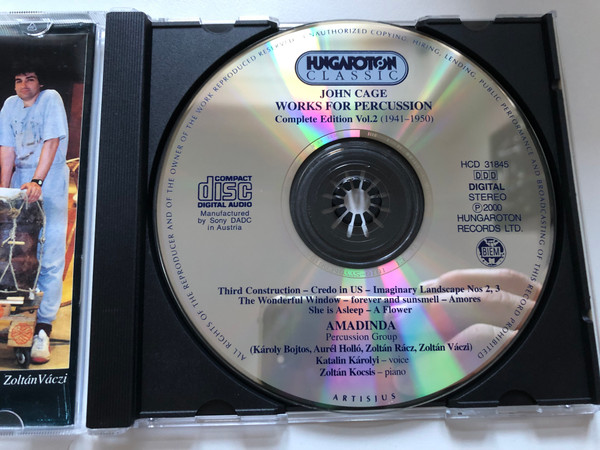 HUNGAROTON
CLASSIC
JOHN CAGE
WORKS FOR PERCUSSION
Complete Edition Vol.2 (1941–1950)
COMPACT
disc
DIGITAL AUDIO
Manufactured
by Sony DADC
in Austria
HCD 31845
DDD
DIGITAL
STEREO
Ⓟ 2000
HUNGAROTON
RECORDS LTD.
BIEM
Third Construction – Credo in US – Imaginary Landscape Nos 2, 3
The Wonderful Window – forever and sunsmell – Amores
She is Asleep – A Flower
AMADINDA
Percussion Group
(Károly Bojtos, Aurél Holló, Zoltán Rácz, Zoltán Váczi)
Katalin Károlyi – voice
Zoltán Kocsis – piano
ARTISJUS
ALL RIGHTS OF THE REPRODUCER AND OF THE OWNER OF THE WORK REPRODUCED RESERVED. UNAUTHORIZED COPYING, HIRING, LENDING, PUBLIC PERFORMANCE AND BROADCASTING OF THIS RECORD PROHIBITED
Zoltán Váczi